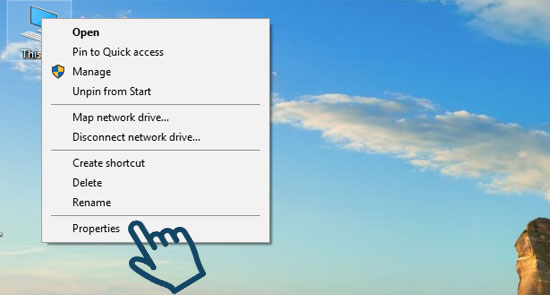 This
Open
Pin to Quick access
Manage
Unpin from Start
Map network drive...
Disconnect network drive...
Create shortcut
Delete
Rename
Properties